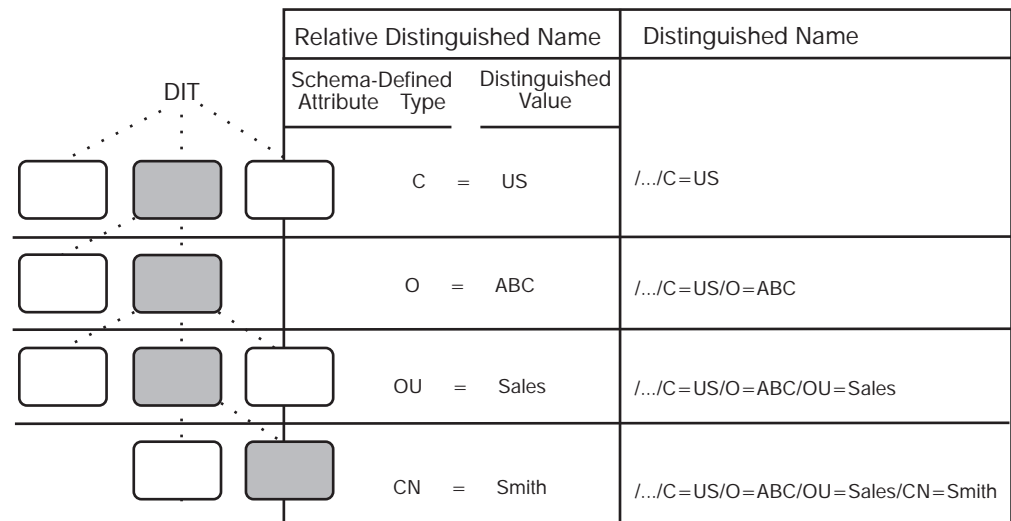 Relative Distinguished Name Distinguished Name
DIT
Schema-Defined Distinguished
Attribute Type Value
C = US /.../C=US
O = ABC /.../C=US/O=ABC
OU = Sales /.../C=US/O=ABC/OU=Sales
CN = Smith /.../C=US/O=ABC/OU=Sales/CN=Smith